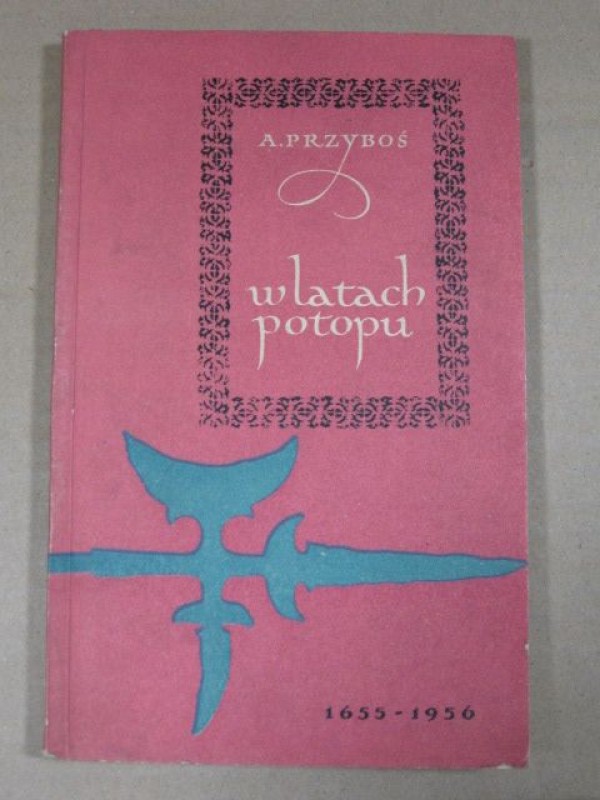 A. PRZYBOŚ
w latach
potopu
1655-1956